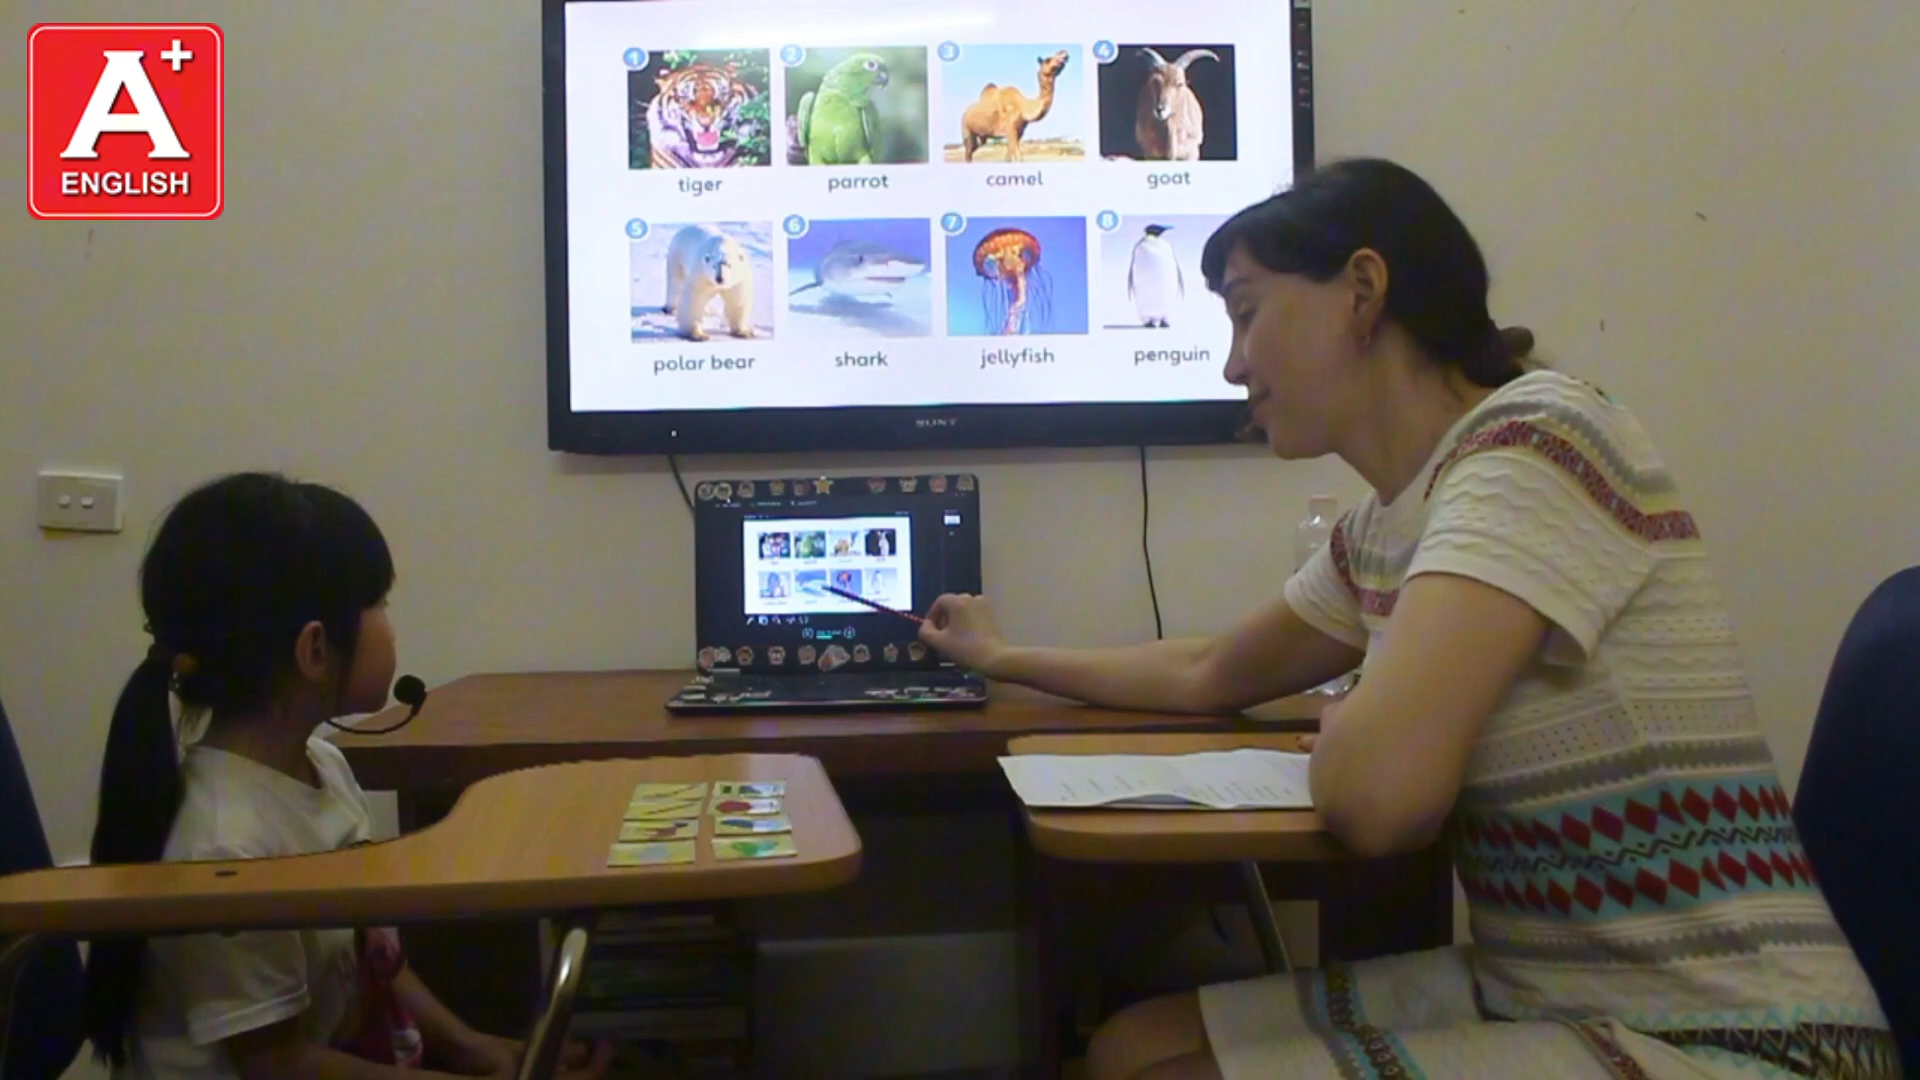 A+
ENGLISH
1 2 3 4
tiger parrot camel goat
5 6 7 8
polar bear shark jellyfish penguin
SONY